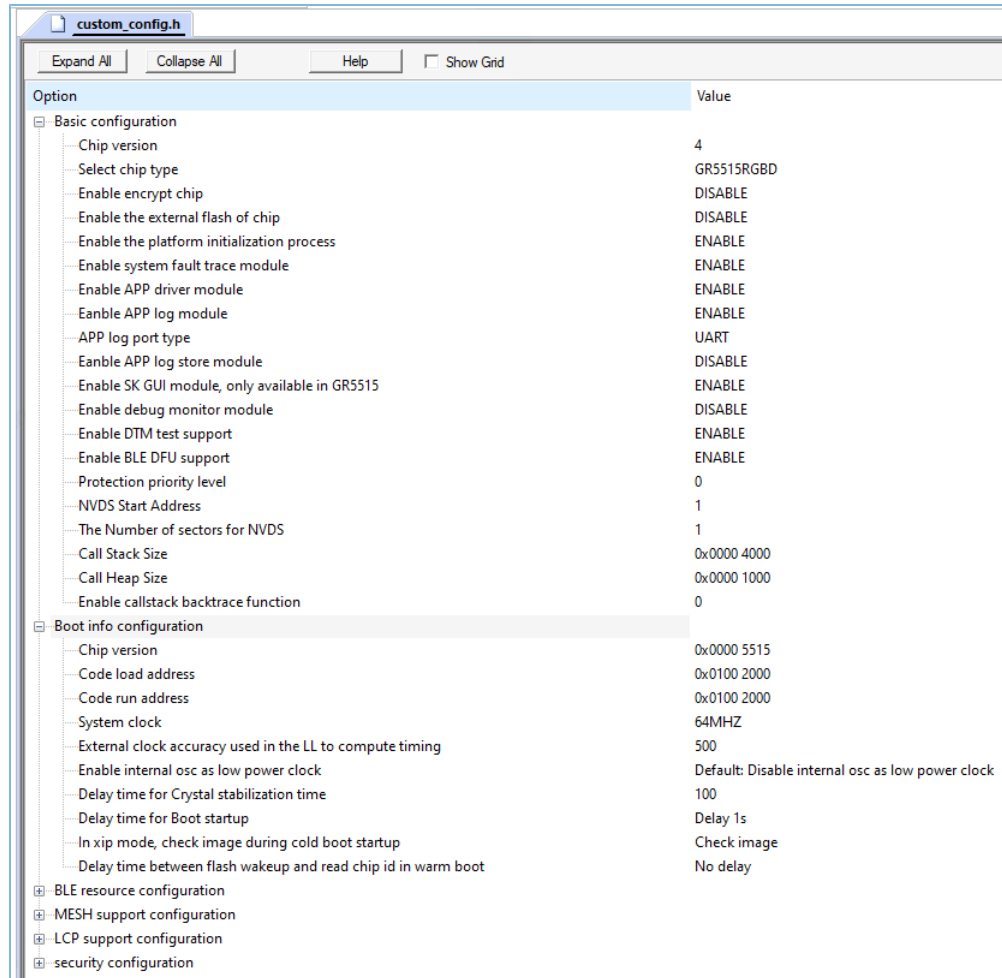 custom_config.h
Expand All Collapse All Help Show Grid
Option Value
Basic configuration
Chip version 4
Select chip type GR5515RGBD
Enable encrypt chip DISABLE
Enable the external flash of chip DISABLE
Enable the platform initialization process ENABLE
Enable system fault trace module ENABLE
Enable APP driver module ENABLE
Eanble APP log module ENABLE
APP log port type UART
Eanble APP log store module DISABLE
Enable SK GUI module, only available in GR5515 ENABLE
Enable debug monitor module DISABLE
Enable DTM test support ENABLE
Enable BLE DFU support ENABLE
Protection priority level 0
NVDS Start Address 1
The Number of sectors for NVDS 1
Call Stack Size 0x0000 4000
Call Heap Size 0x0000 1000
Enable callstack backtrace function 0
Boot info configuration
Chip version 0x0000 5515
Code load address 0x0100 2000
Code run address 0x0100 2000
System clock 64MHZ
External clock accuracy used in the LL to compute timing 500
Enable internal osc as low power clock Default: Disable internal osc as low power clock
Delay time for Crystal stabilization time 100
Delay time for Boot startup Delay 1s
In xip mode, check image during cold boot startup Check image
Delay time between flash wakeup and read chip id in warm boot No delay
BLE resource configuration
MESH support configuration
LCP support configuration
security configuration